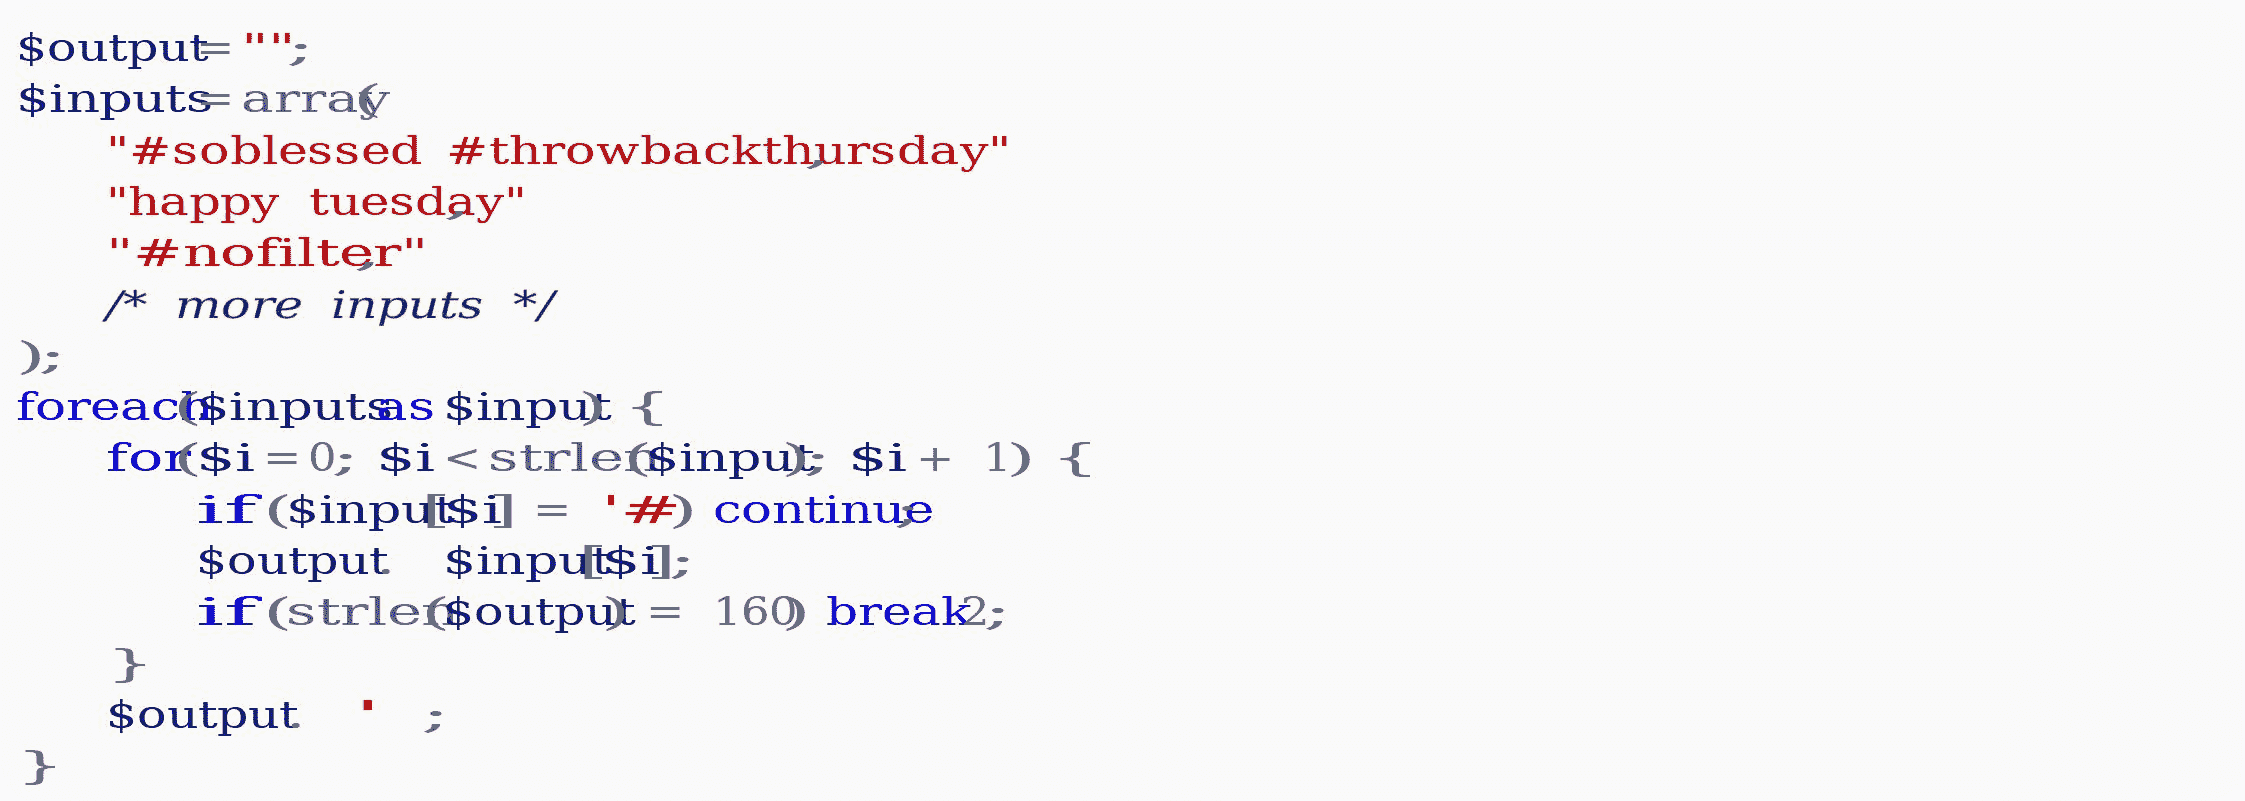 $output = "";
$inputs = array(
"#soblessed #throwbackthursday",
"happy tuesday",
"#nofilter",
/* more inputs */
);
foreach($inputs as $input) {
for($i = 0; $i < strlen($input); $i + 1) {
if ($input[$i] = '#) continue;
$output. $input[$i];
if (strlen($output) = 160) break 2;
}
$output. ' ;
}